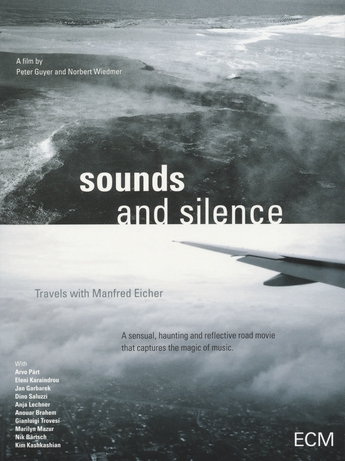 A film by
Peter Guyer and Norbert Wiedmer
sounds
and silence
Travels with Manfred Eicher
A sensual, haunting and reflective road movie
that captures the magic of music.
With
Arvo Pärt
Eleni Karaindrou
Jan Garbarek
Dino Saluzzi
Anja Lechner
Anouar Brahem
Gianluigi Trovesi
Marilyn Mazur
Nik Bärtsch
Kim Kashkashian
ECM